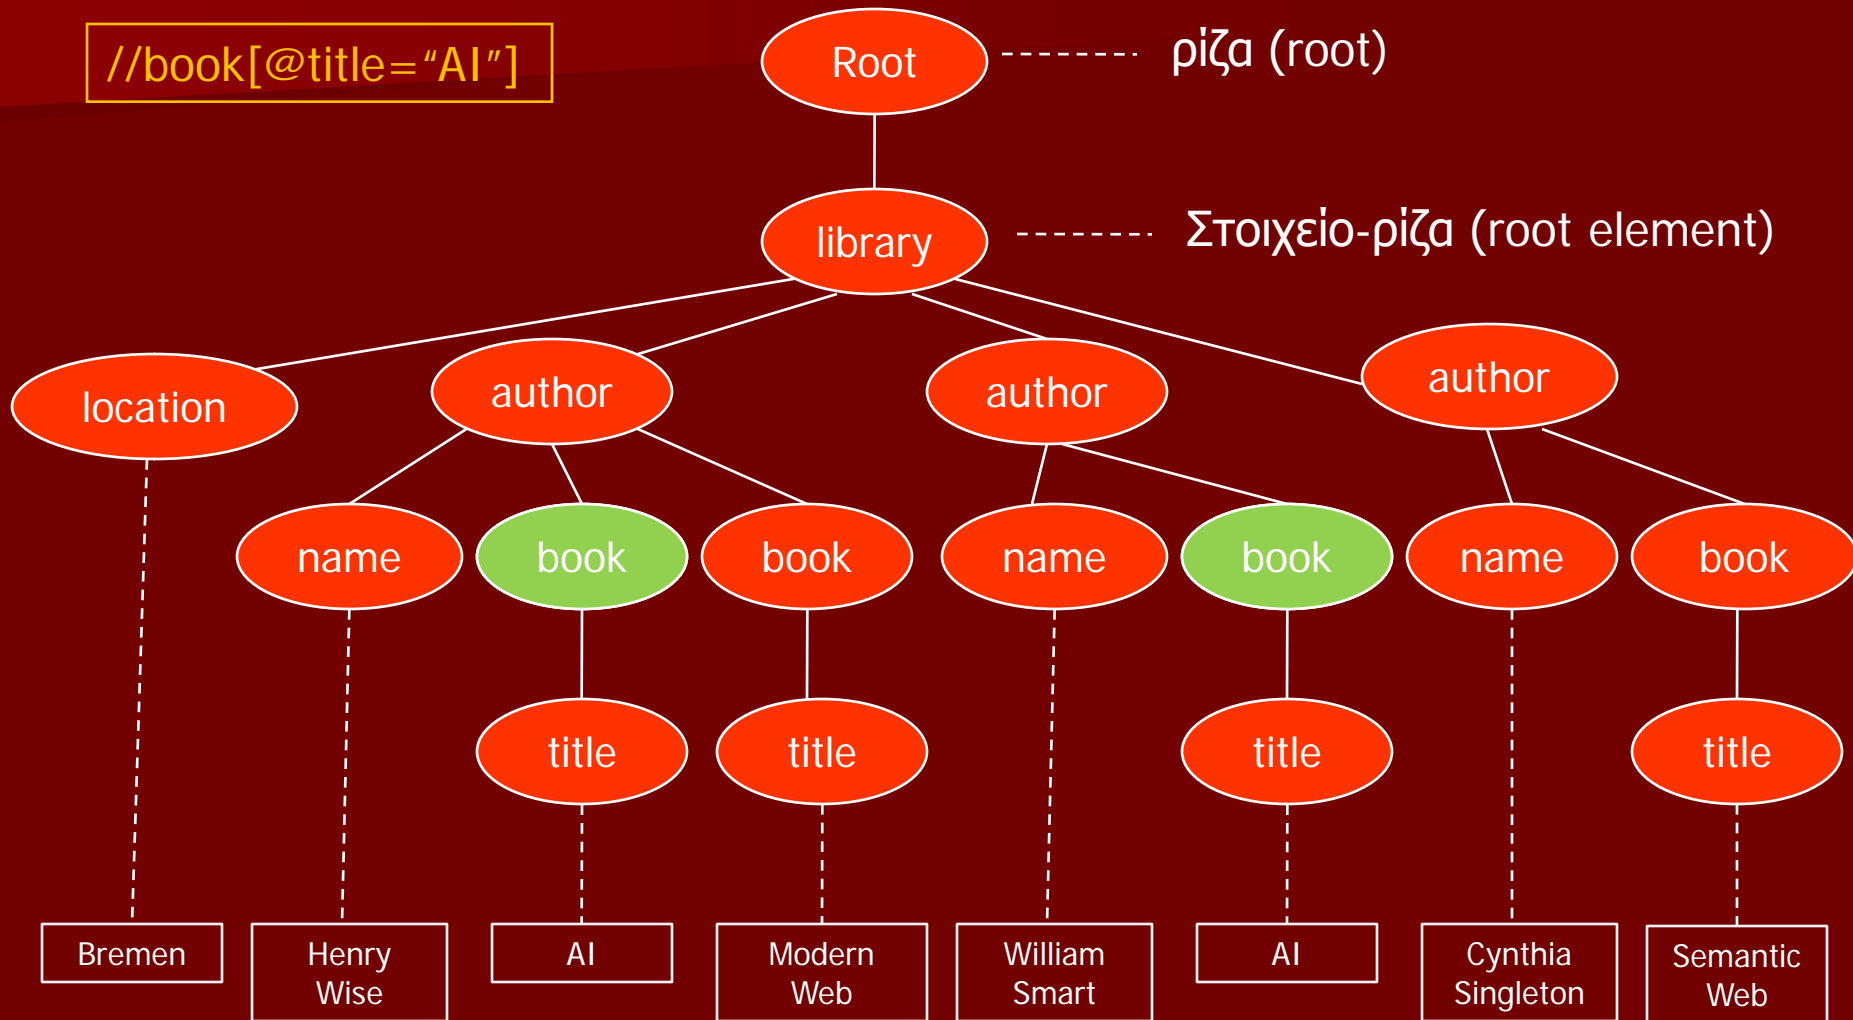 //book[@title=“AI”]
Root
ρίζα (root)
library
Στοιχείο-ρίζα (root element)
location
author
author
author
name
book
book
name
book
name
book
title
title
title
title
Bremen
Henry
Wise
AI
Modern
Web
William
Smart
AI
Cynthia
Singleton
Semantic
Web